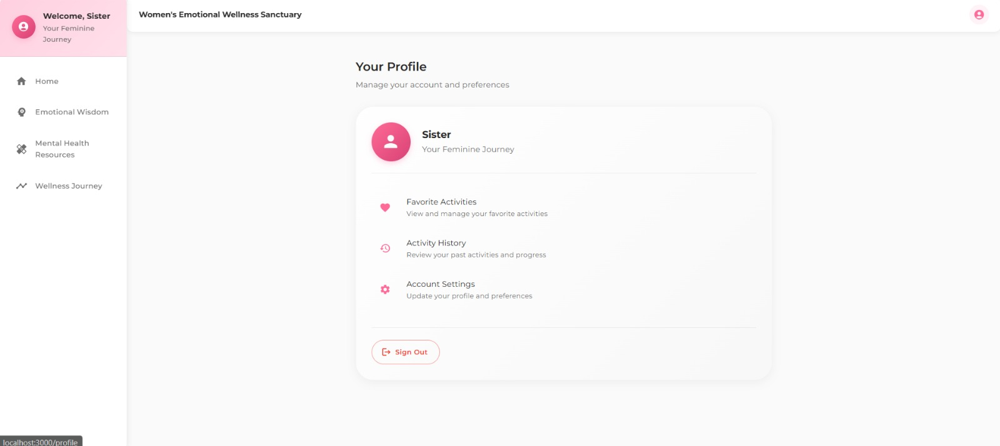 Welcome, Sister
Your Feminine
Journey
Home
Emotional Wisdom
Mental Health
Resources
Wellness Journey
localhost:3000/profile
Women's Emotional Wellness Sanctuary
Your Profile
Manage your account and preferences
Sister
Your Feminine Journey
Favorite Activities
View and manage your favorite activities
Activity History
Review your past activities and progress
Account Settings
Update your profile and preferences
Sign Out